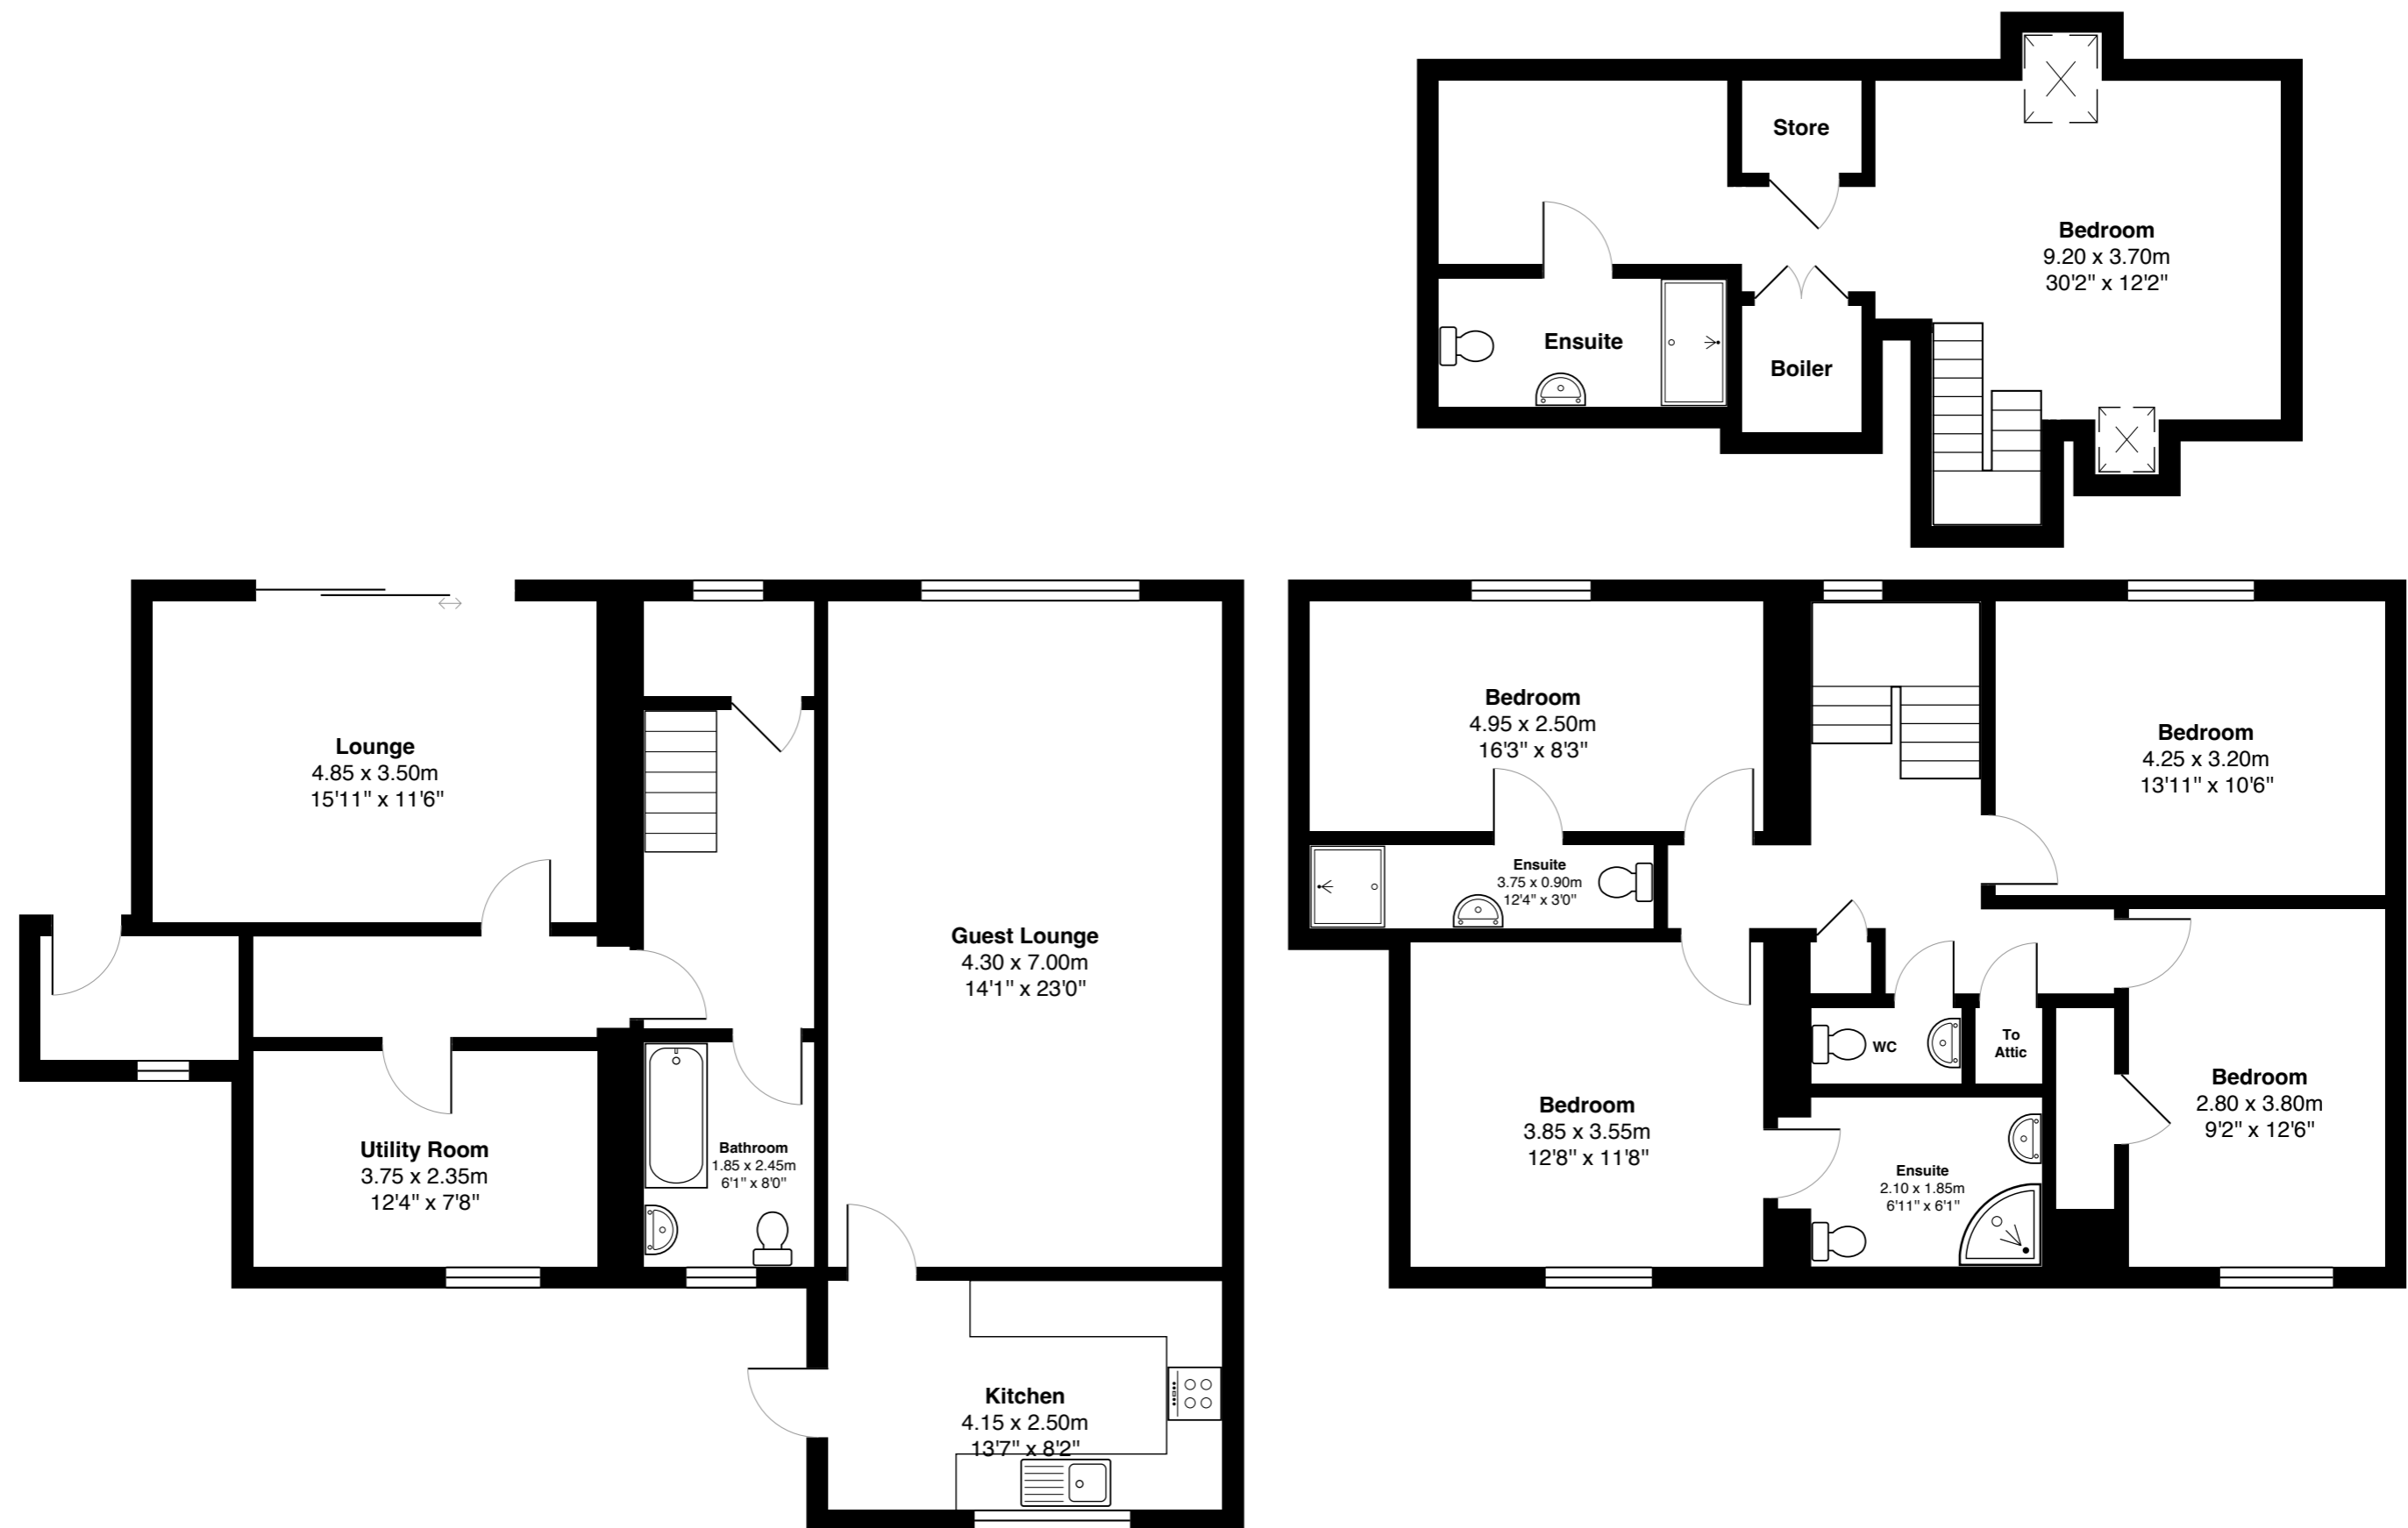 Store
Bedroom
9.20 x 3.70m
30'2" x 12'2"
Ensuite
Boiler
Lounge
4.85 x 3.50m
15'11" x 11'6"
Guest Lounge
4.30 x 7.00m
14'1" x 23'0"
Utility Room
3.75 x 2.35m
12'4" x 7'8"
Bathroom
1.85 x 2.45m
6'1" x 8'0"
Kitchen
4.15 x 2.50m
13'7" x 8'2"
Bedroom
4.95 x 2.50m
16'3" x 8'3"
Bedroom
4.25 x 3.20m
13'11" x 10'6"
Ensuite
3.75 x 0.90m
12'4" x 3'0"
WC
To
Attic
Bedroom
2.80 x 3.80m
9'2" x 12'6"
Bedroom
3.85 x 3.55m
12'8" x 11'8"
Ensuite
2.10 x 1.85m
6'11" x 6'1"